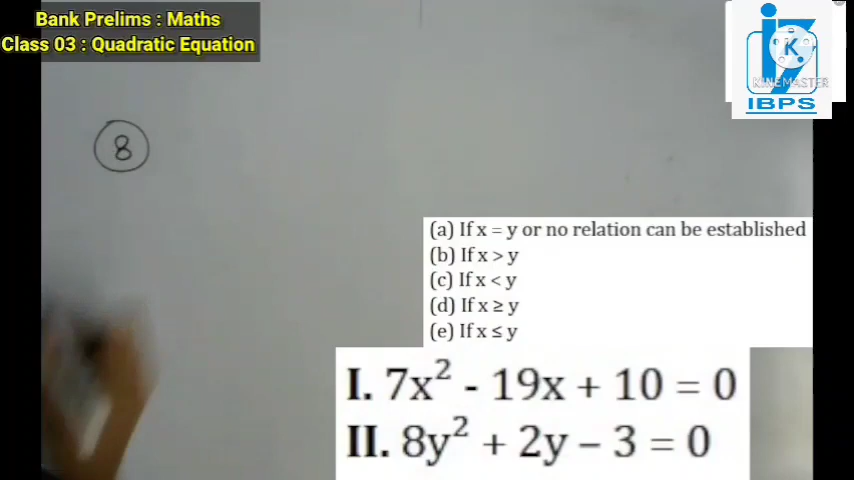 Bank Prelims : Maths
Class 03 : Quadratic Equation
K
KINEMASTER
IBPS
8
(a) If x = y or no relation can be established
(b) If x > y
(c) If x < y
(d) If x ≥ y
(e) If x ≤ y
I. 7x² - 19x + 10 = 0
II. 8y² + 2y – 3 = 0